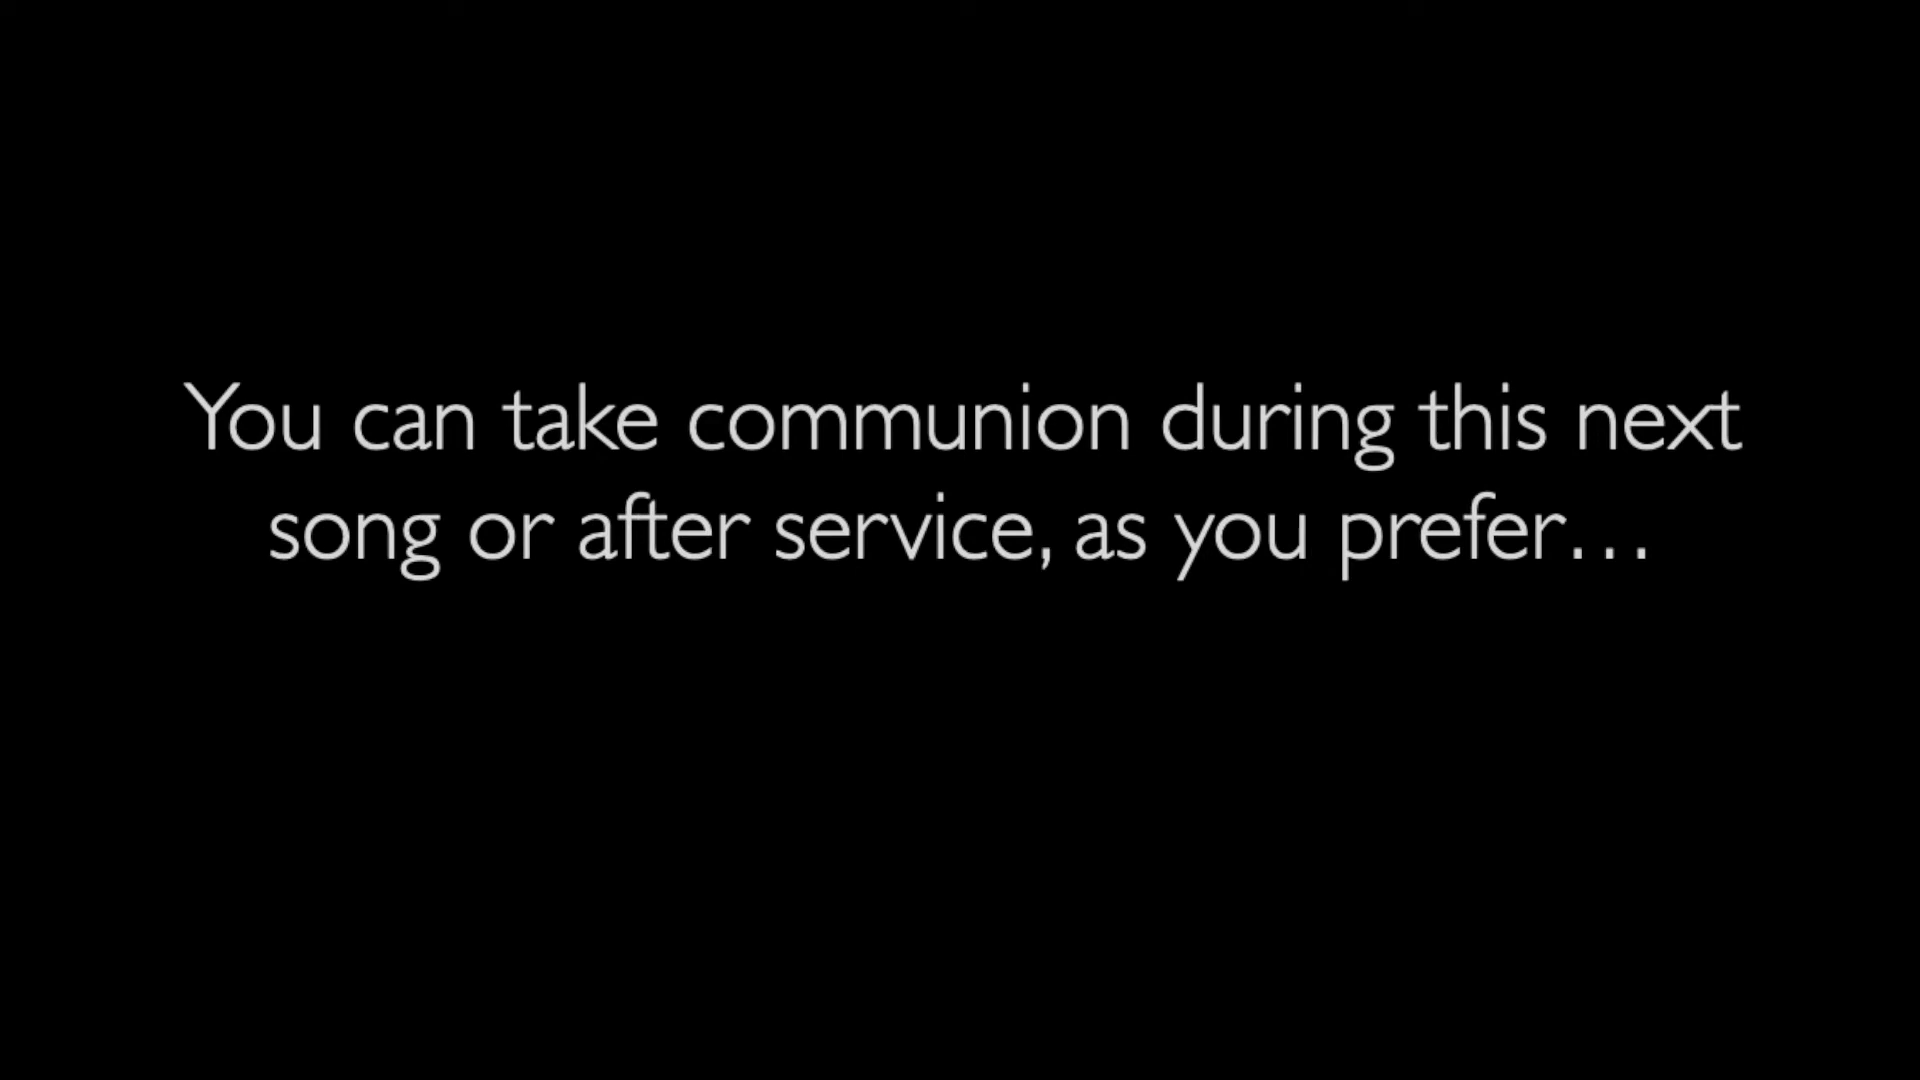 You can take communion during this next
song or after service, as you prefer…